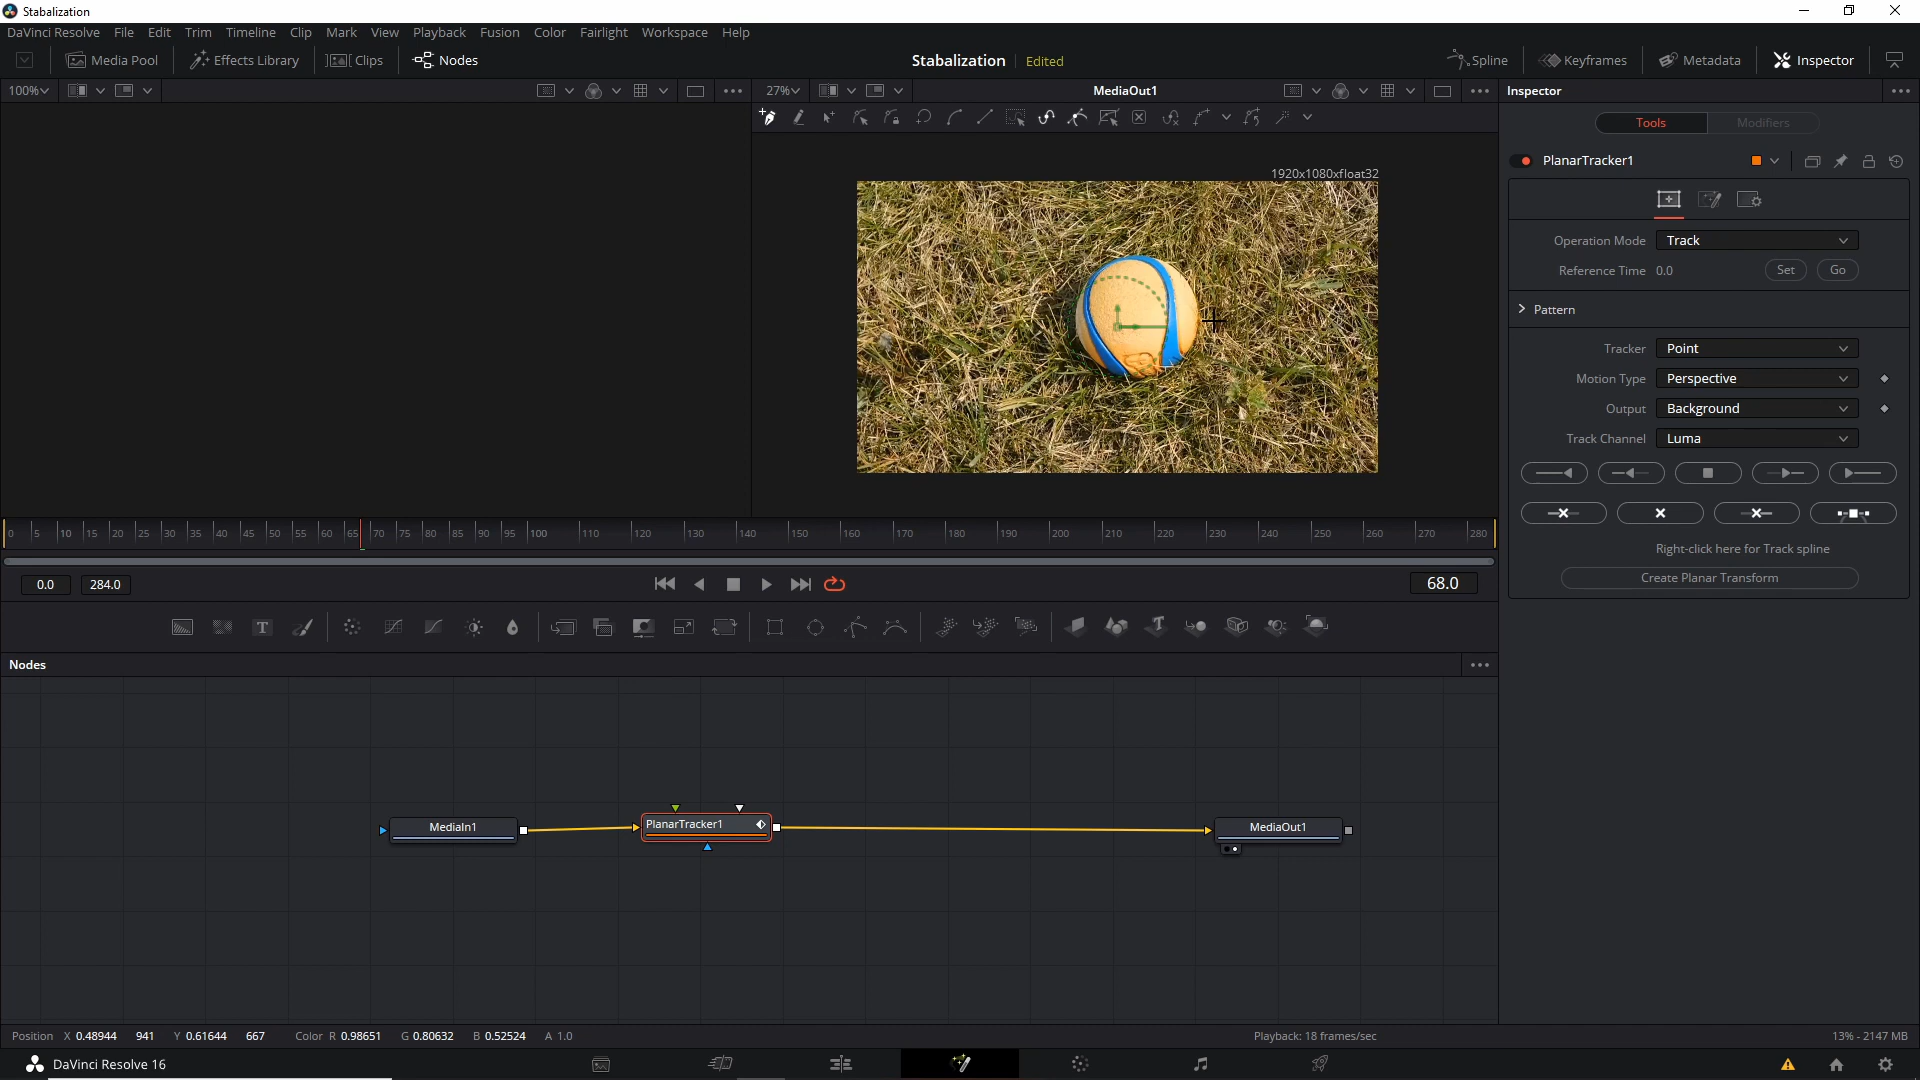 Stabalization
DaVinci Resolve File Edit Trim Timeline Clip Mark View Playback Fusion Color Fairlight Workspace Help
Media Pool Effects Library Clips Nodes Stabalization Edited Spline Keyframes Metadata Inspector
100% 27% MediaOut1 Inspector
Tools Modifiers
PlanarTracker1
1920x1080xfloat32
Operation Mode Track
Reference Time 0.0 Set Go
Pattern
Tracker Point
Motion Type Perspective
Output Background
Track Channel Luma
Right-click here for Track spline
Create Planar Transform
0 5 10 15 20 25 30 35 40 45 50 55 60 65 70 75 80 85 90 95 100 110 120 130 140 150 160 170 180 190 200 210 220 230 240 250 260 270 280
0.0 284.0 68.0
Nodes
MediaIn1 PlanarTracker1 MediaOut1
Position X 0.48944 941 Y 0.61644 667 Color R 0.98651 G 0.80632 B 0.52524 A 1.0 Playback: 18 frames/sec 13% - 2147 MB
DaVinci Resolve 16